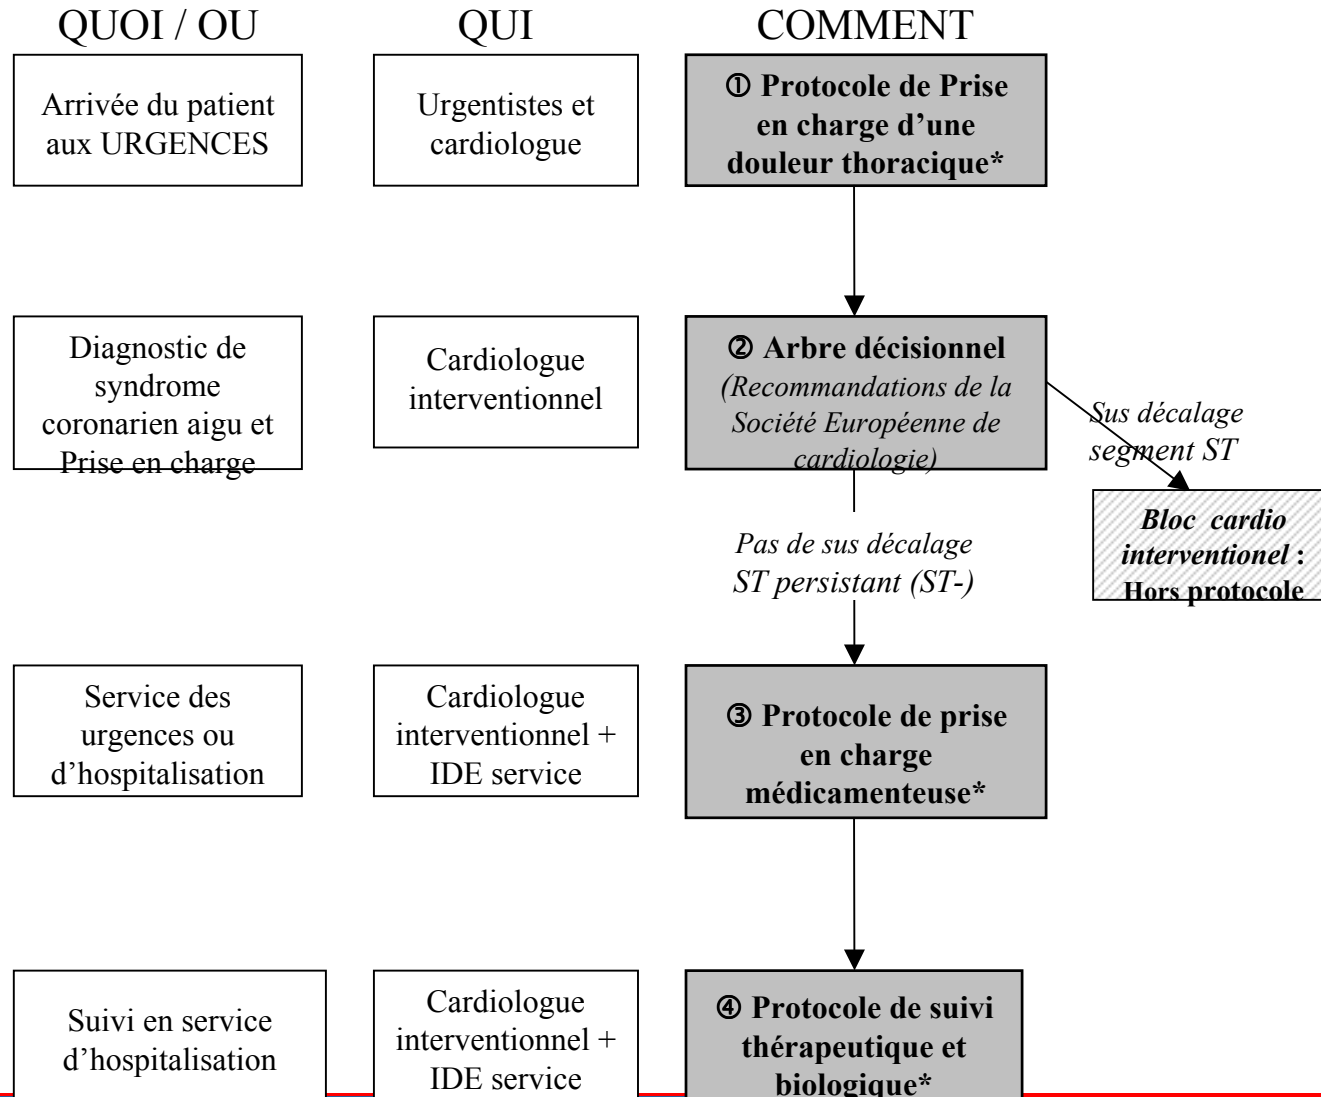 QUOI / OU
QUI
COMMENT
Arrivée du patient
aux URGENCES
Urgentistes et
cardiologue
① Protocole de Prise
en charge d’une
douleur thoracique*
Diagnostic de
syndrome
coronarien aigu et
Prise en charge
Cardiologue
interventionnel
② Arbre décisionnel
(Recommandations de la
Société Européenne de
cardiologie)
Sus décalage
segment ST
Bloc cardio
interventionel :
Hors protocole
Pas de sus décalage
ST persistant (ST-)
Service des
urgences ou
d’hospitalisation
Cardiologue
interventionnel +
IDE service
③ Protocole de prise
en charge
médicamenteuse*
Suivi en service
d’hospitalisation
Cardiologue
interventionnel +
IDE service
④ Protocole de suivi
thérapeutique et
biologique*